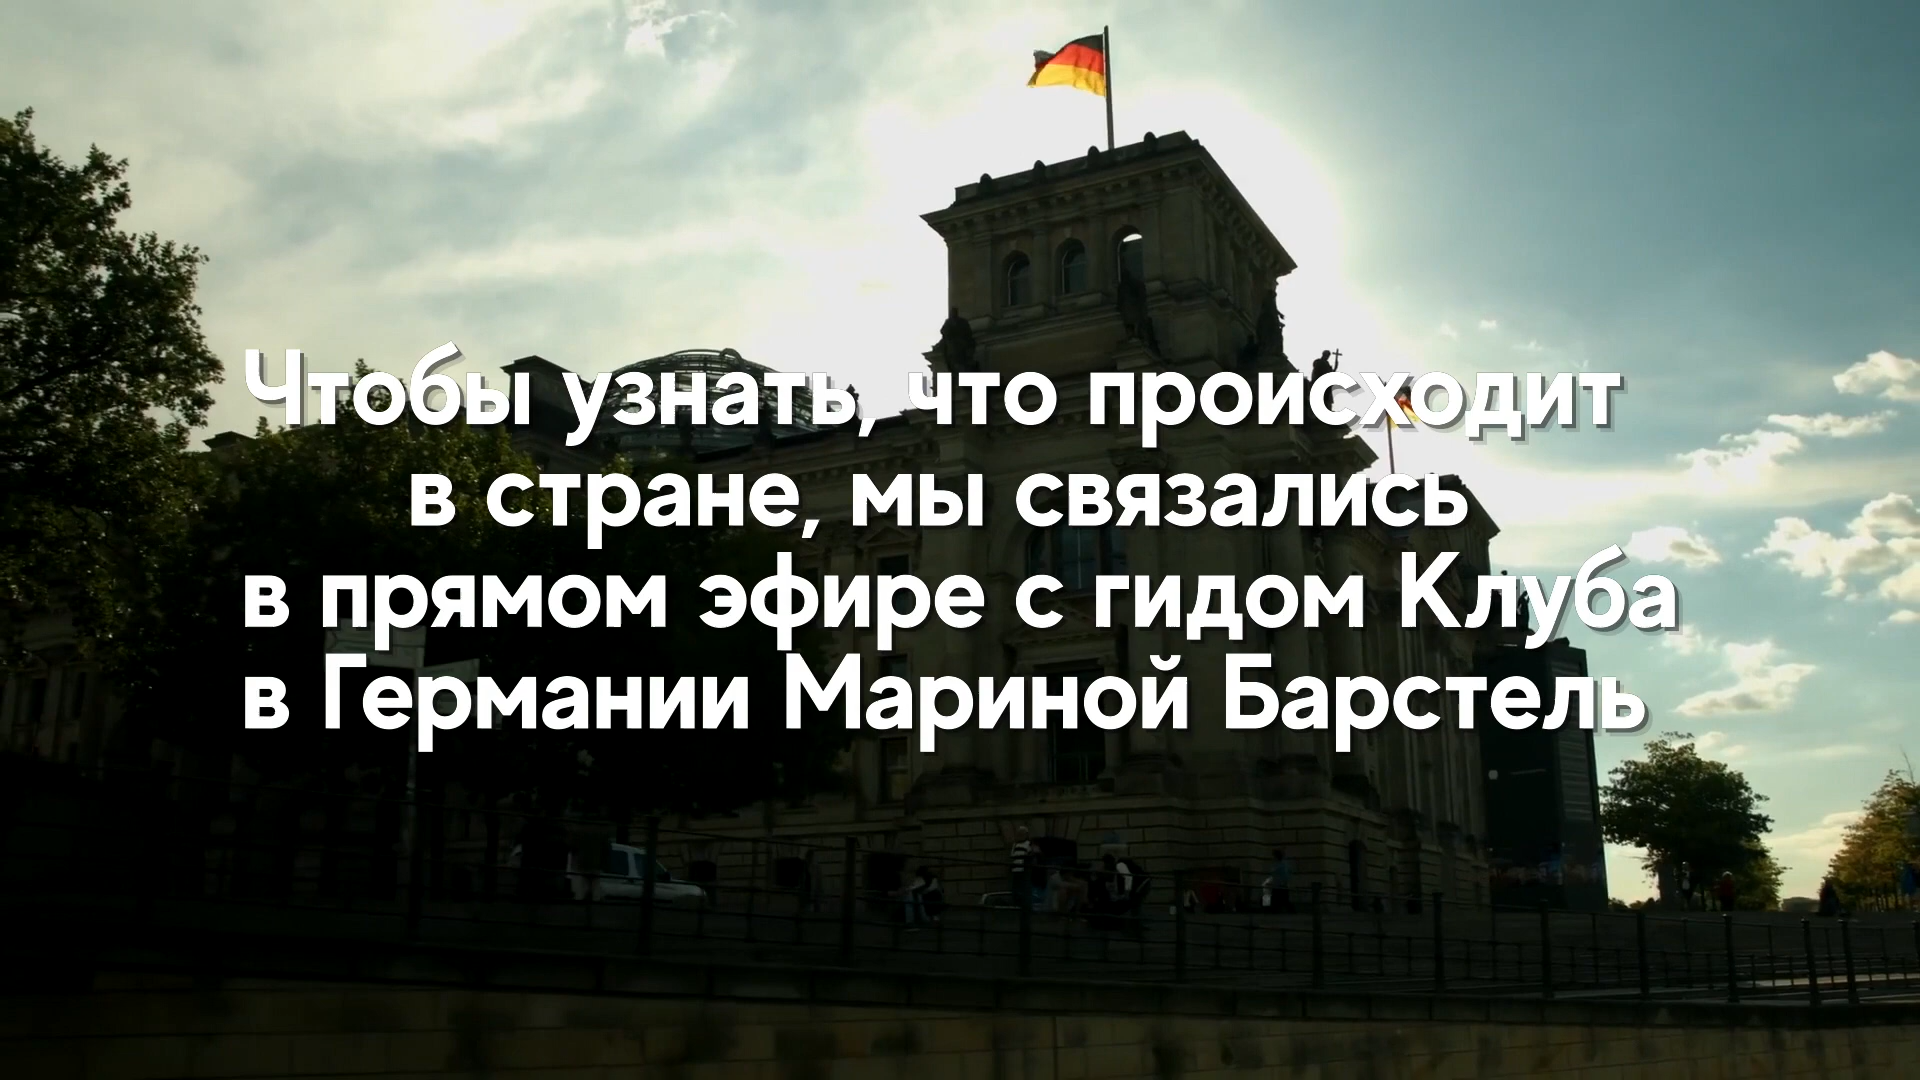 Чтобы узнать, что происходит
в стране, мы связались
в прямом эфире с гидом Клуба
в Германии Мариной Барстель